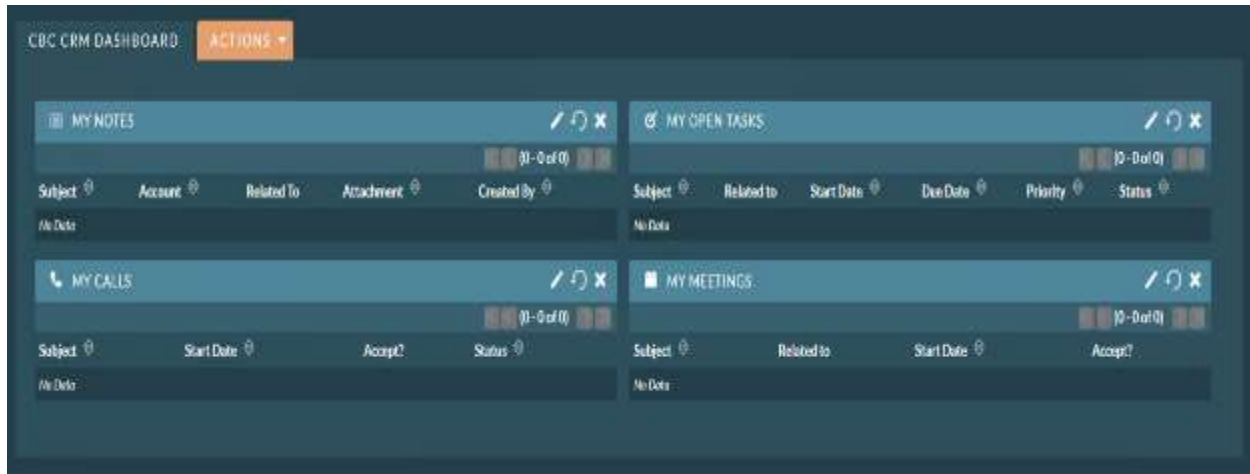 CBC CRM DASHBOARD ACTIONS
MY NOTES
(0 - 0 of 0)
Subject Account Related To Attachment Created By
No Data
MY OPEN TASKS
(0 - 0 of 0)
Subject Related to Start Date Due Date Priority Status
No Data
MY CALLS
(0 - 0 of 0)
Subject Start Date Accept? Status
No Data
MY MEETINGS
(0 - 0 of 0)
Subject Related to Start Date Accept?
No Data